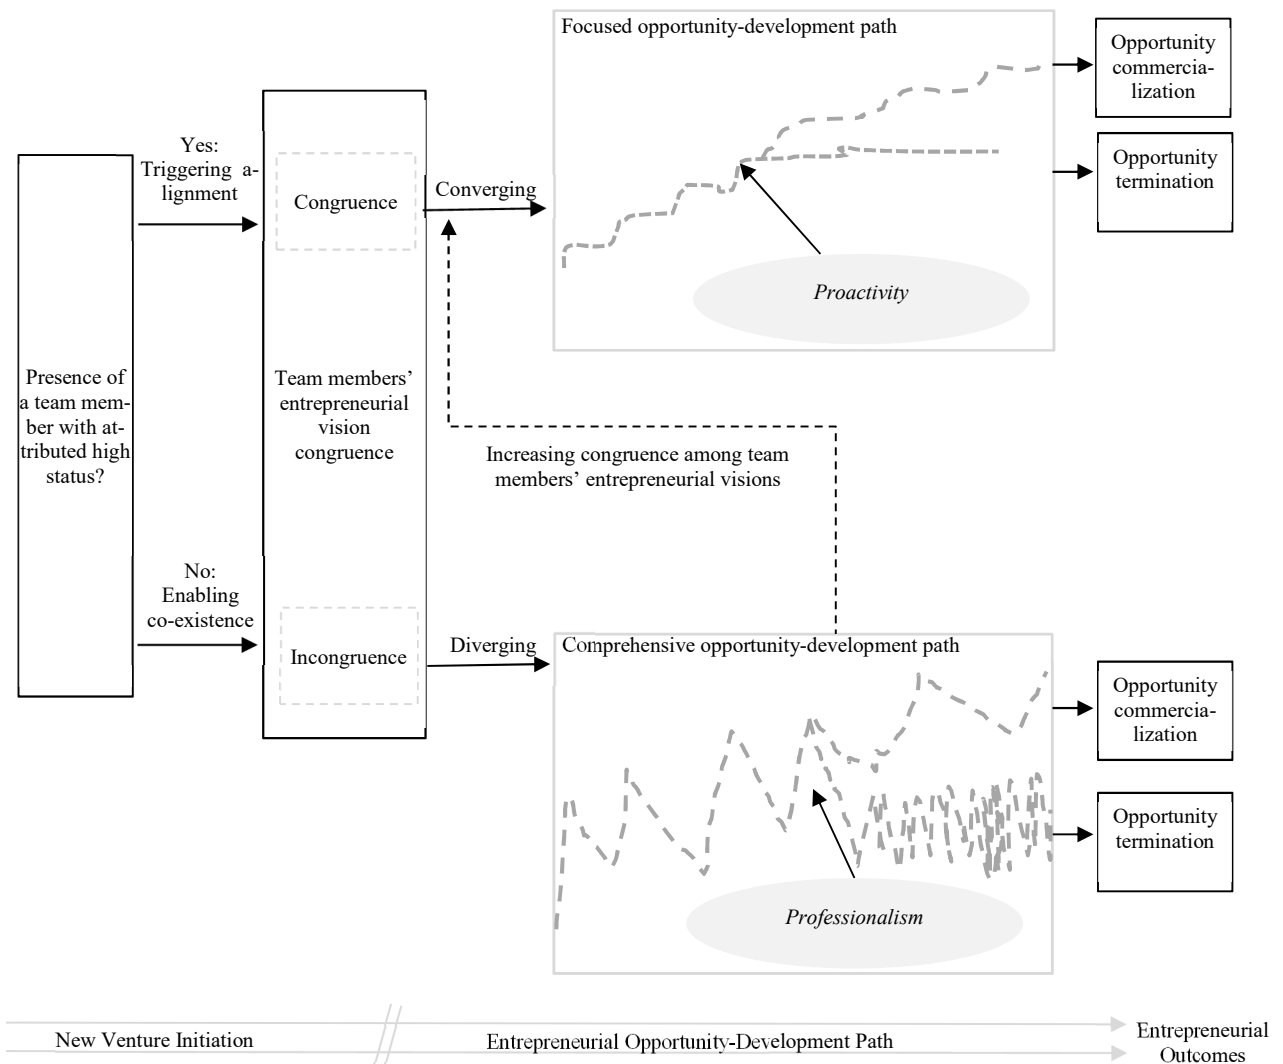 Focused opportunity-development path
Opportunity
commercia-
lization
Opportunity
termination
Yes:
Triggering a-
lignment
Congruence
Converging
Proactivity
Presence of
a team mem-
ber with at-
tributed high
status?
Team members’
entrepreneurial
vision
congruence
Increasing congruence among team
members’ entrepreneurial visions
No:
Enabling
co-existence
Incongruence
Diverging
Comprehensive opportunity-development path
Opportunity
commercia-
lization
Opportunity
termination
Professionalism
New Venture Initiation
Entrepreneurial Opportunity-Development Path
Entrepreneurial
Outcomes